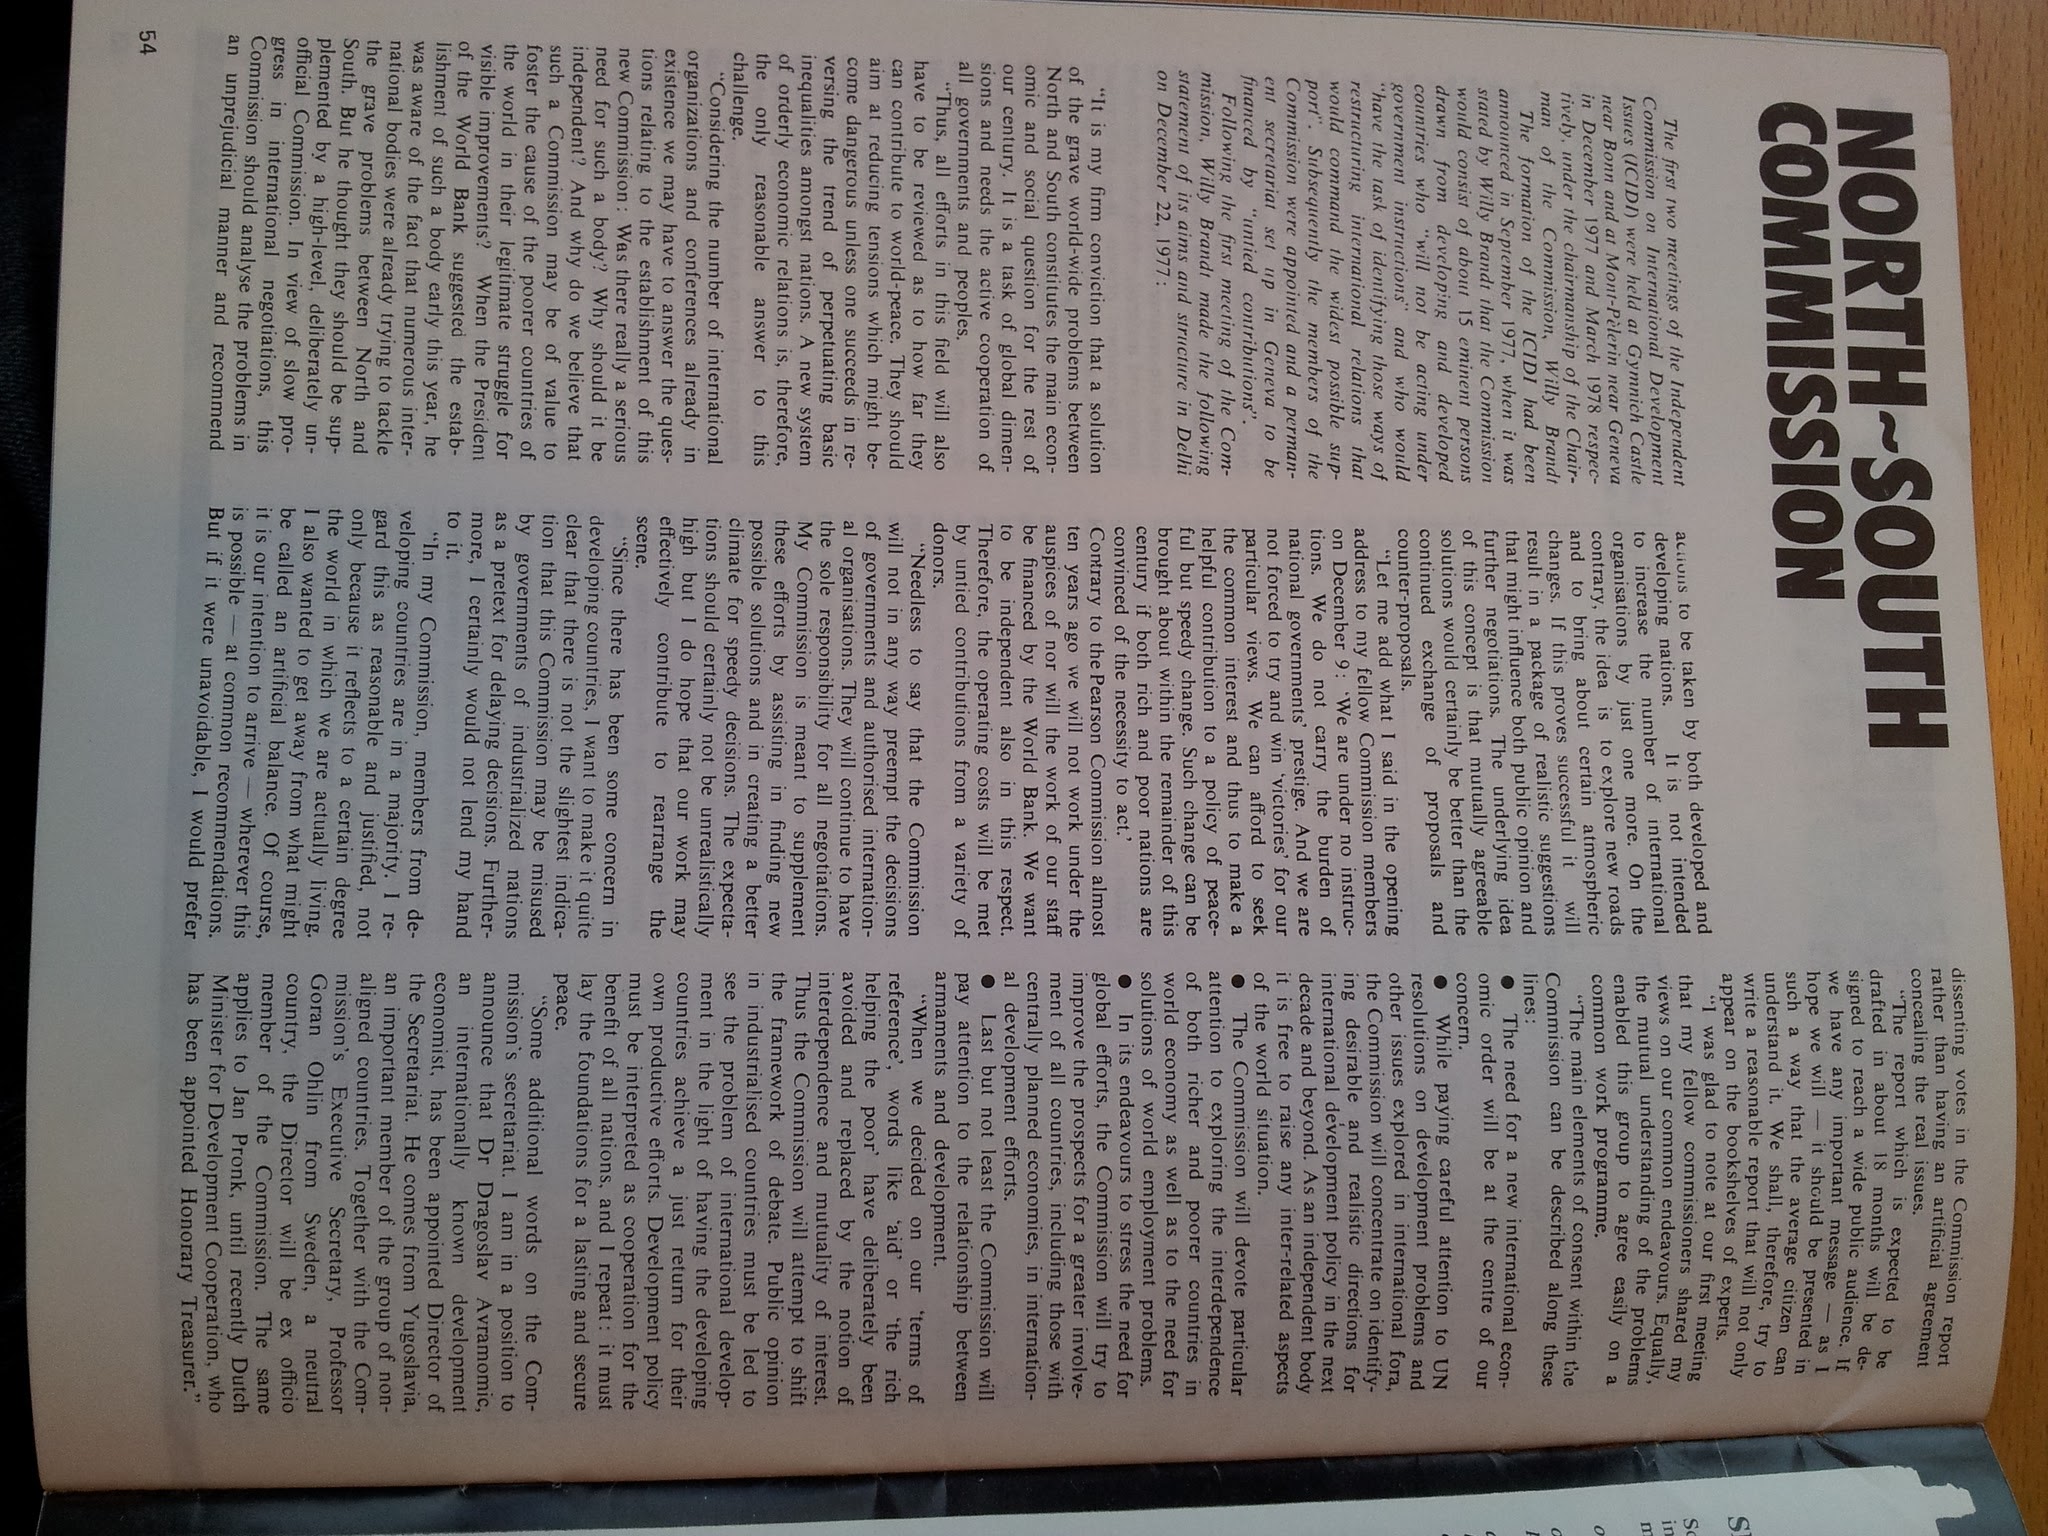 NORTH~SOUTH
COMMISSION
The first two meetings of the Independent
Commission on International Development
Issues (ICIDI) were held at Gymnich Castle
near Bonn and at Mont-Pèlerin near Geneva
in December 1977 and March 1978 respec-
tively, under the chairmanship of the Chair-
man of the Commission, Willy Brandt
The formation of the ICIDI had been
announced in September 1977, when it was
stated by Willy Brandt that the Commission
would consist of about 15 eminent persons
drawn from developing and developed
countries who "will not be acting under
government instructions" and who would
"have the task of identifying those ways of
restructuring international relations that
would command the widest possible sup-
port". Subsequently the members of the
Commission were appointed and a perman-
ent secretariat set up in Geneva to be
financed by "untied contributions".
Following the first meeting of the Com-
mission, Willy Brandt made the following
statement of its aims and structure in Delhi
on December 22, 1977:
"It is my firm conviction that a solution
of the grave world-wide problems between
North and South constitutes the main econ-
omic and social question for the rest of
our century. It is a task of global dimen-
sions and needs the active cooperation of
all governments and peoples.
"Thus, all efforts in this field will also
have to be reviewed as to how far they
can contribute to world-peace. They should
aim at reducing tensions which might be-
come dangerous unless one succeeds in re-
versing the trend of perpetuating basic
inequalities amongst nations. A new system
of orderly economic relations is, therefore,
the only reasonable answer to this
challenge.
"Considering the number of international
organizations and conferences already in
existence we may have to answer the ques-
tions relating to the establishment of this
new Commission: Was there really a serious
need for such a body? Why should it be
independent? And why do we believe that
such a Commission may be of value to
foster the cause of the poorer countries of
the world in their legitimate struggle for
visible improvements? When the President
of the World Bank suggested the estab-
lishment of such a body early this year, he
was aware of the fact that numerous inter-
national bodies were already trying to tackle
the grave problems between North and
South. But he thought they should be sup-
plemented by a high-level, deliberately un-
official Commission. In view of slow pro-
gress in international negotiations, this
Commission should analyse the problems in
an unprejudicial manner and recommend
actions to be taken by both developed and
developing nations. It is not intended
to increase the number of international
organisations by just one more. On the
contrary, the idea is to explore new roads
and to bring about certain atmospheric
changes. If this proves successful it will
result in a package of realistic suggestions
that might influence both public opinion and
further negotiations. The underlying idea
of this concept is that mutually agreeable
solutions would certainly be better than the
continued exchange of proposals and
counter-proposals.
"Let me add what I said in the opening
address to my fellow Commission members
on December 9: 'We are under no instruc-
tions. We do not carry the burden of
national governments' prestige. And we are
not forced to try and win 'victories' for our
particular views. We can afford to seek
the common interest and thus to make a
helpful contribution to a policy of peace-
ful but speedy change. Such change can be
brought about within the remainder of this
century if both rich and poor nations are
convinced of the necessity to act.'
Contrary to the Pearson Commission almost
ten years ago we will not work under the
auspices of nor will the work of our staff
be financed by the World Bank. We want
to be independent also in this respect.
Therefore, the operating costs will be met
by untied contributions from a variety of
donors.
"Needless to say that the Commission
will not in any way preempt the decisions
of governments and authorised internation-
al organisations. They will continue to have
the sole responsibility for all negotiations.
My Commission is meant to supplement
these efforts by assisting in finding new
possible solutions and in creating a better
climate for speedy decisions. The expecta-
tions should certainly not be unrealistically
high but I do hope that our work may
effectively contribute to rearrange the
scene.
"Since there has been some concern in
developing countries, I want to make it quite
clear that there is not the slightest indica-
tion that this Commission may be misused
by governments of industrialized nations
as a pretext for delaying decisions. Further-
more, I certainly would not lend my hand
to it.
"In my Commission, members from de-
veloping countries are in a majority. I re-
gard this as reasonable and justified, not
only because it reflects to a certain degree
the world in which we are actually living.
I also wanted to get away from what might
be called an artificial balance. Of course,
it is our intention to arrive — wherever this
is possible — at common recommendations.
But if it were unavoidable, I would prefer
dissenting votes in the Commission report
rather than having an artificial agreement
concealing the real issues.
"The report which is expected to be
drafted in about 18 months will be de-
signed to reach a wide public audience. If
we have any important message — as I
hope we will — it should be presented in
such a way that the average citizen can
understand it. We shall, therefore, try to
write a reasonable report that will not only
appear on the bookshelves of experts.
"I was glad to note at our first meeting
that my fellow commissioners shared my
views on our common endeavours. Equally,
the mutual understanding of the problems
enabled this group to agree easily on a
common work programme.
"The main elements of consent within the
Commission can be described along these
lines:
● The need for a new international econ-
omic order will be at the centre of our
concern.
● While paying careful attention to UN
resolutions on development problems and
other issues explored in international fora,
the Commission will concentrate on identify-
ing desirable and realistic directions for
international development policy in the next
decade and beyond. As an independent body
it is free to raise any inter-related aspects
of the world situation.
● The Commission will devote particular
attention to exploring the interdependence
of both richer and poorer countries in
world economy as well as to the need for
solutions of world employment problems.
● In its endeavours to stress the need for
global efforts, the Commission will try to
improve the prospects for a greater involve-
ment of all countries, including those with
centrally planned economies, in internation-
al development efforts.
● Last but not least the Commission will
pay attention to the relationship between
armaments and development.
"When we decided on our 'terms of
reference', words like 'aid' or 'the rich
helping the poor' have deliberately been
avoided and replaced by the notion of
interdependence and mutuality of interest.
Thus the Commission will attempt to shift
the framework of debate. Public opinion
in industrialised countries must be led to
see the problem of international develop-
ment in the light of having the developing
countries achieve a just return for their
own productive efforts. Development policy
must be interpreted as cooperation for the
benefit of all nations, and I repeat: it must
lay the foundations for a lasting and secure
peace.
"Some additional words on the Com-
mission's secretariat. I am in a position to
announce that Dr Dragoslav Avramomic,
an internationally known development
economist, has been appointed Director of
the Secretariat. He comes from Yugoslavia,
an important member of the group of non-
aligned countries. Together with the Com-
mission's Executive Secretary, Professor
Goran Ohlin from Sweden, a neutral
country, the Director will be ex officio
member of the Commission. The same
applies to Jan Pronk, until recently Dutch
Minister for Development Cooperation, who
has been appointed Honorary Treasurer."
54